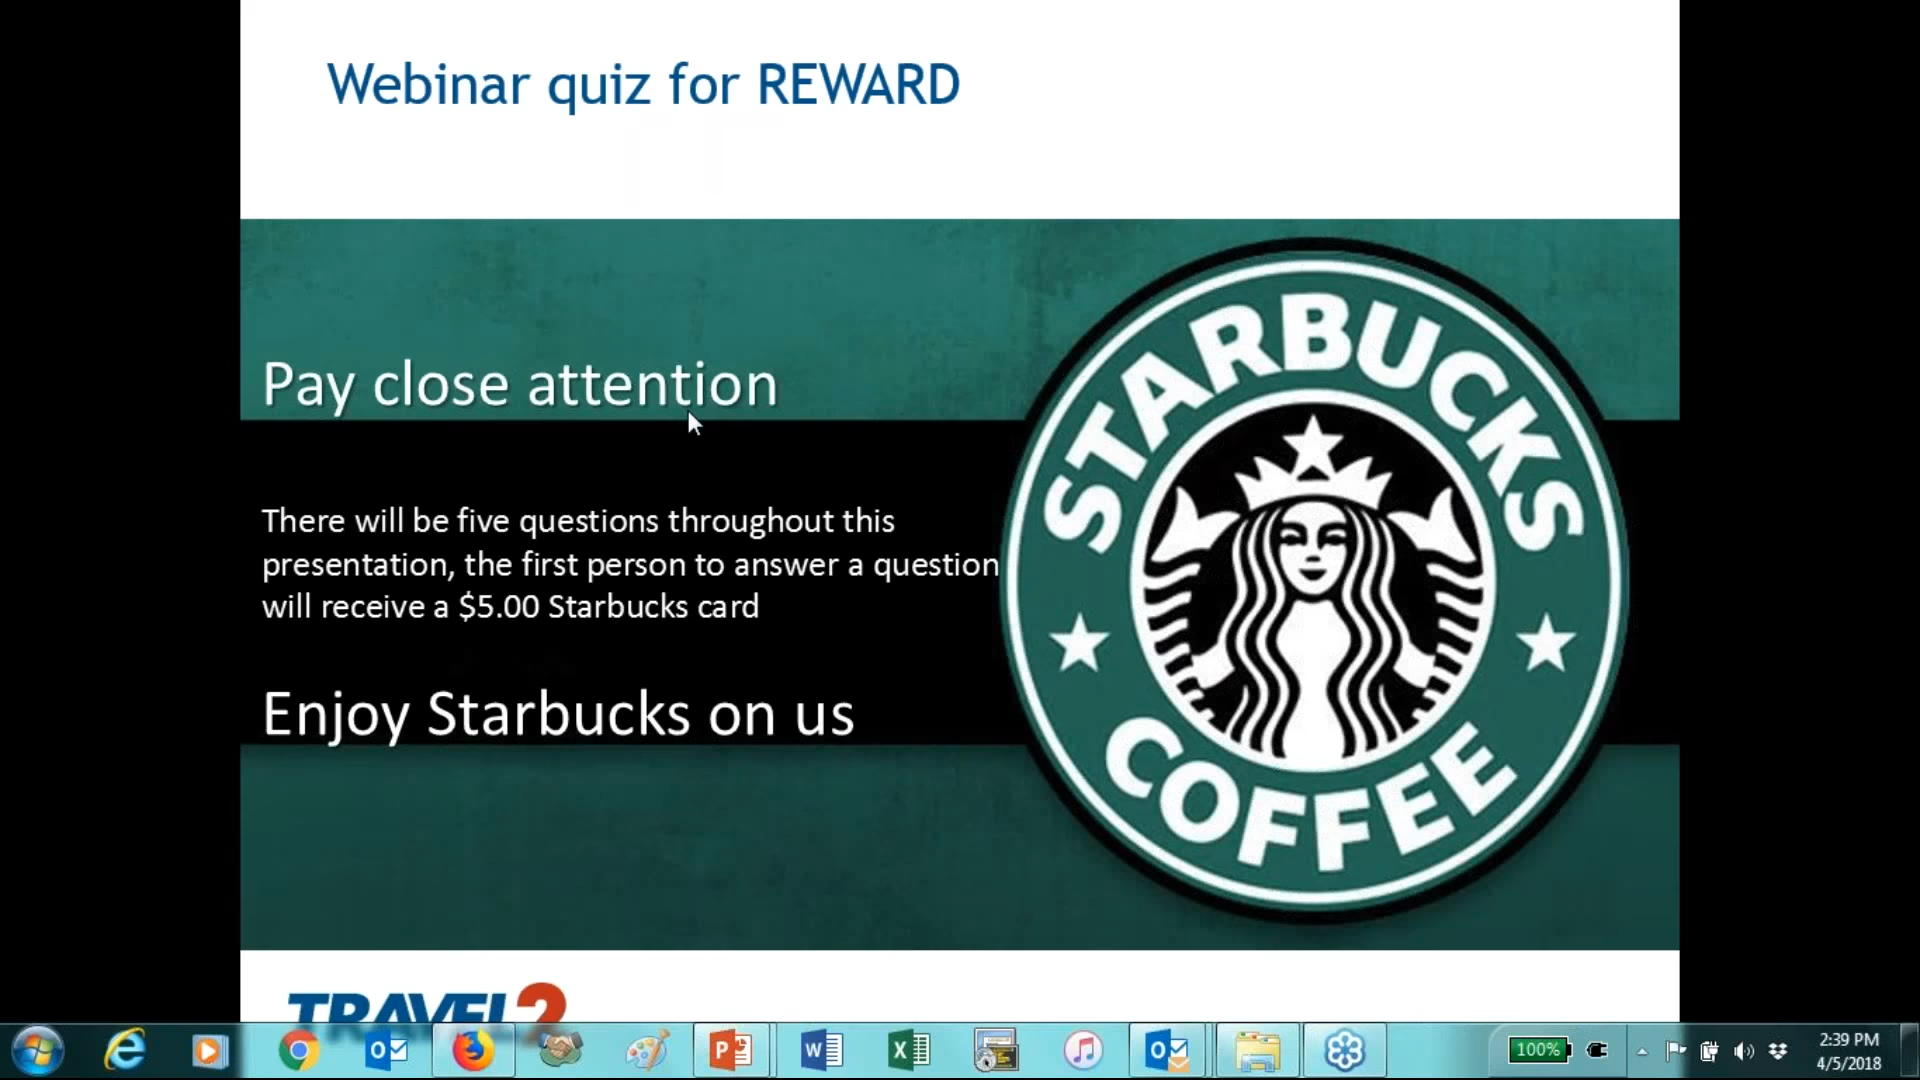 Webinar quiz for REWARD
Pay close attention
There will be five questions throughout this
presentation, the first person to answer a question
will receive a $5.00 Starbucks card
Enjoy Starbucks on us
STARBUCKS
COFFEE
TRAVEL2
100%
2:39 PM
4/5/2018